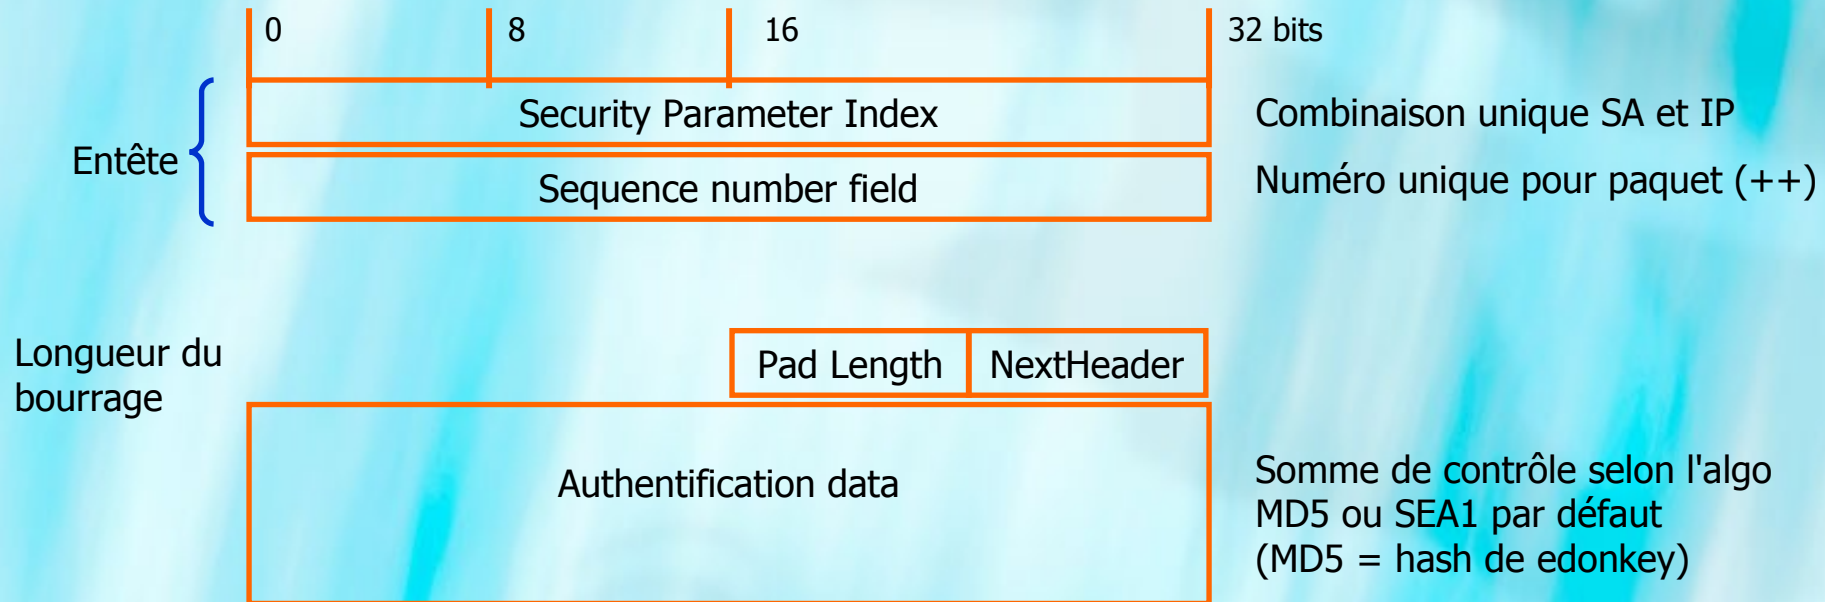 0 8 16 32 bits
Security Parameter Index
Combinaison unique SA et IP
Entête
Sequence number field
Numéro unique pour paquet (++)
Longueur du
bourrage
Pad Length NextHeader
Authentification data
Somme de contrôle selon l'algo
MD5 ou SEA1 par défaut
(MD5 = hash de edonkey)